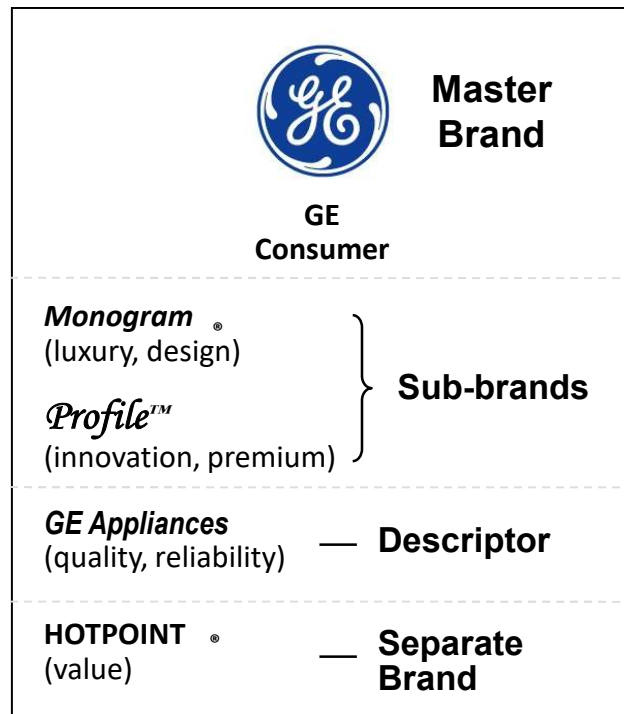 GE
Master
Brand
GE
Consumer
Monogram ®
(luxury, design)
Profile™
(innovation, premium)
Sub-brands
GE Appliances
(quality, reliability)
— Descriptor
HOTPOINT ®
(value)
— Separate
Brand